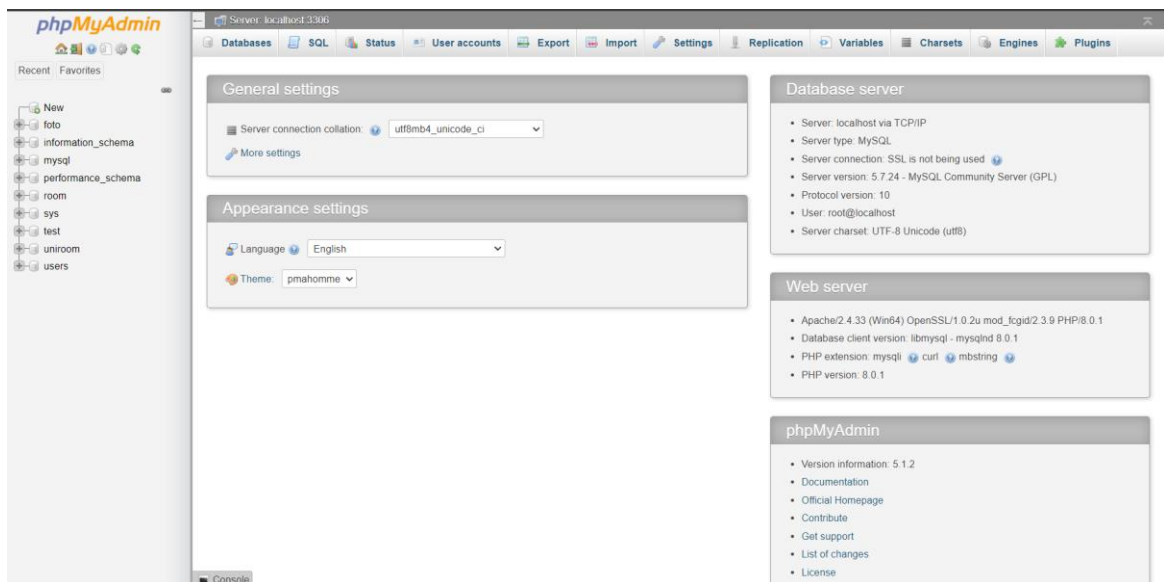 phpMyAdmin
Recent Favorites
New
foto
information_schema
mysql
performance_schema
room
sys
test
uniroom
users
Server: localhost:3306
Databases SQL Status User accounts Export Import Settings Replication Variables Charsets Engines Plugins
General settings
Server connection collation: utf8mb4_unicode_ci
More settings
Appearance settings
Language English
Theme: pmahomme
Database server
Server: localhost via TCP/IP
Server type: MySQL
Server connection: SSL is not being used
Server version: 5.7.24 - MySQL Community Server (GPL)
Protocol version: 10
User: root@localhost
Server charset: UTF-8 Unicode (utf8)
Web server
Apache/2.4.33 (Win64) OpenSSL/1.0.2u mod_fcgid/2.3.9 PHP/8.0.1
Database client version: libmysql - mysqlnd 8.0.1
PHP extension: mysqli curl mbstring
PHP version: 8.0.1
phpMyAdmin
Version information: 5.1.2
Documentation
Official Homepage
Contribute
Get support
List of changes
License
Console